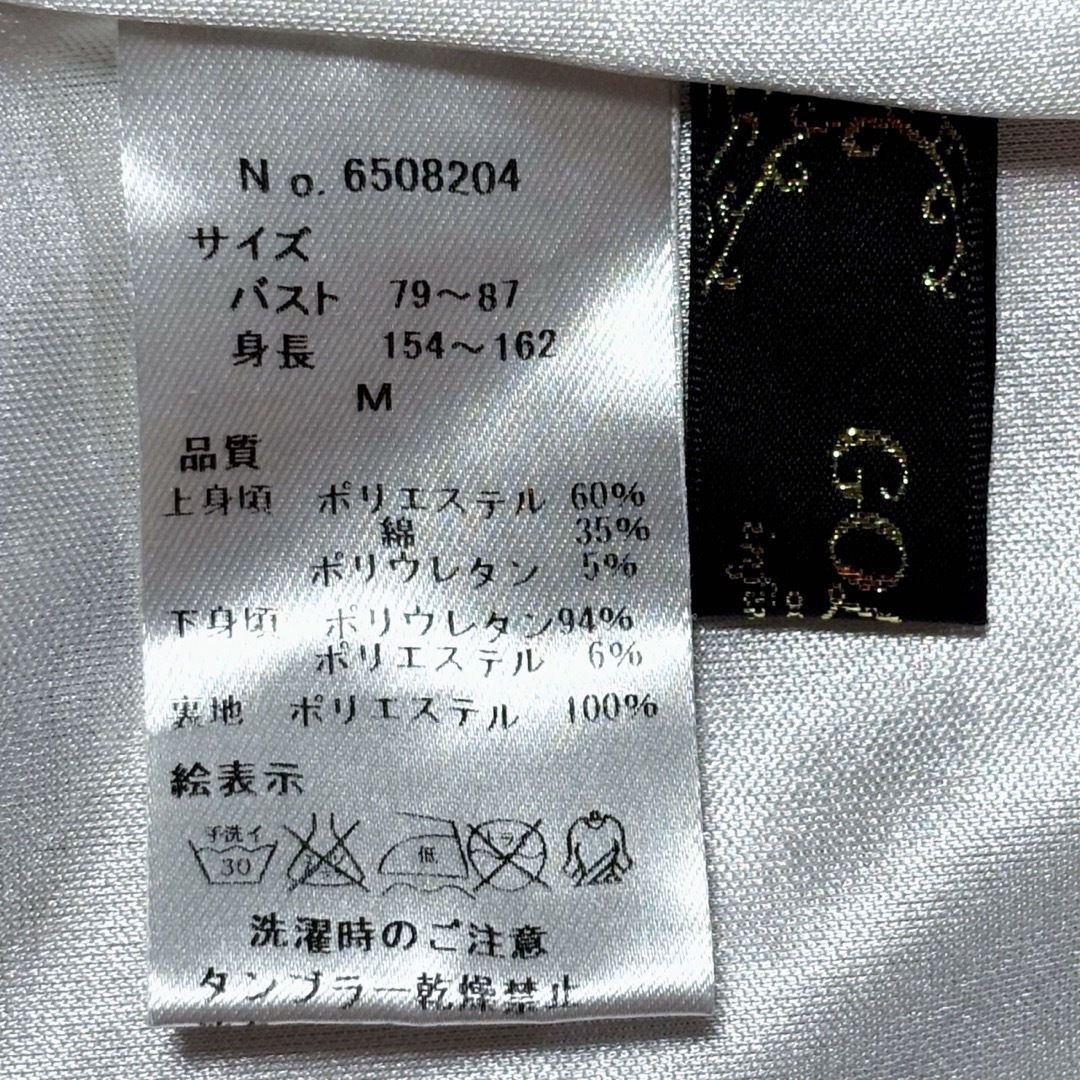 No. 6508204
サイズ
バスト 79～87
身長 154～162
M
品質
上身頃 ポリエステル 60%
綿 35%
ポリウレタン 5%
下身頃 ポリウレタン94%
ポリエステル 6%
裏地 ポリエステル 100%
絵表示
手洗イ
30
低
洗濯時のご注意
タンブラー乾燥禁止
GO